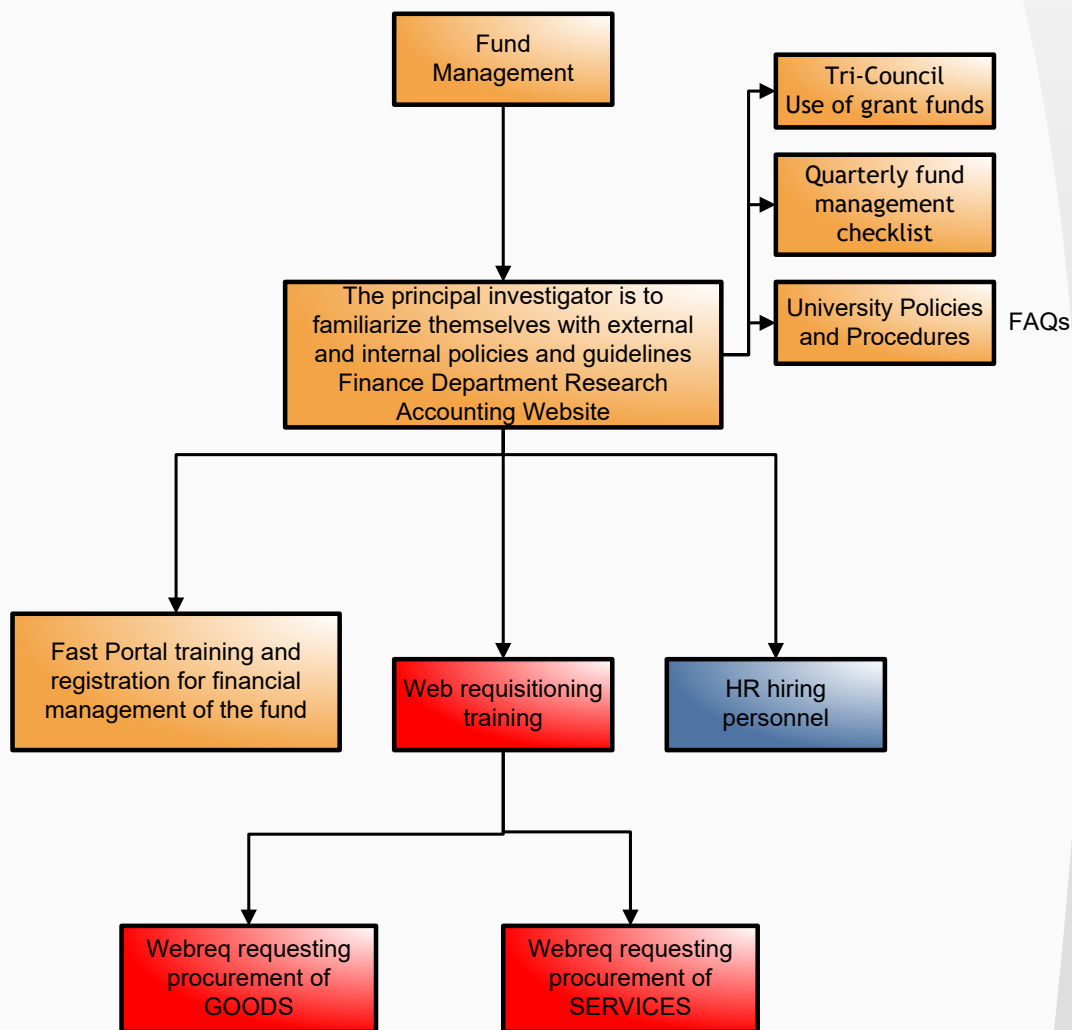 Fund
Management
Tri-Council
Use of grant funds
Quarterly fund
management
checklist
University Policies
and Procedures
FAQs
The principal investigator is to
familiarize themselves with external
and internal policies and guidelines
Finance Department Research
Accounting Website
Fast Portal training and
registration for financial
management of the fund
Web requisitioning
training
HR hiring
personnel
Webreq requesting
procurement of
GOODS
Webreq requesting
procurement of
SERVICES